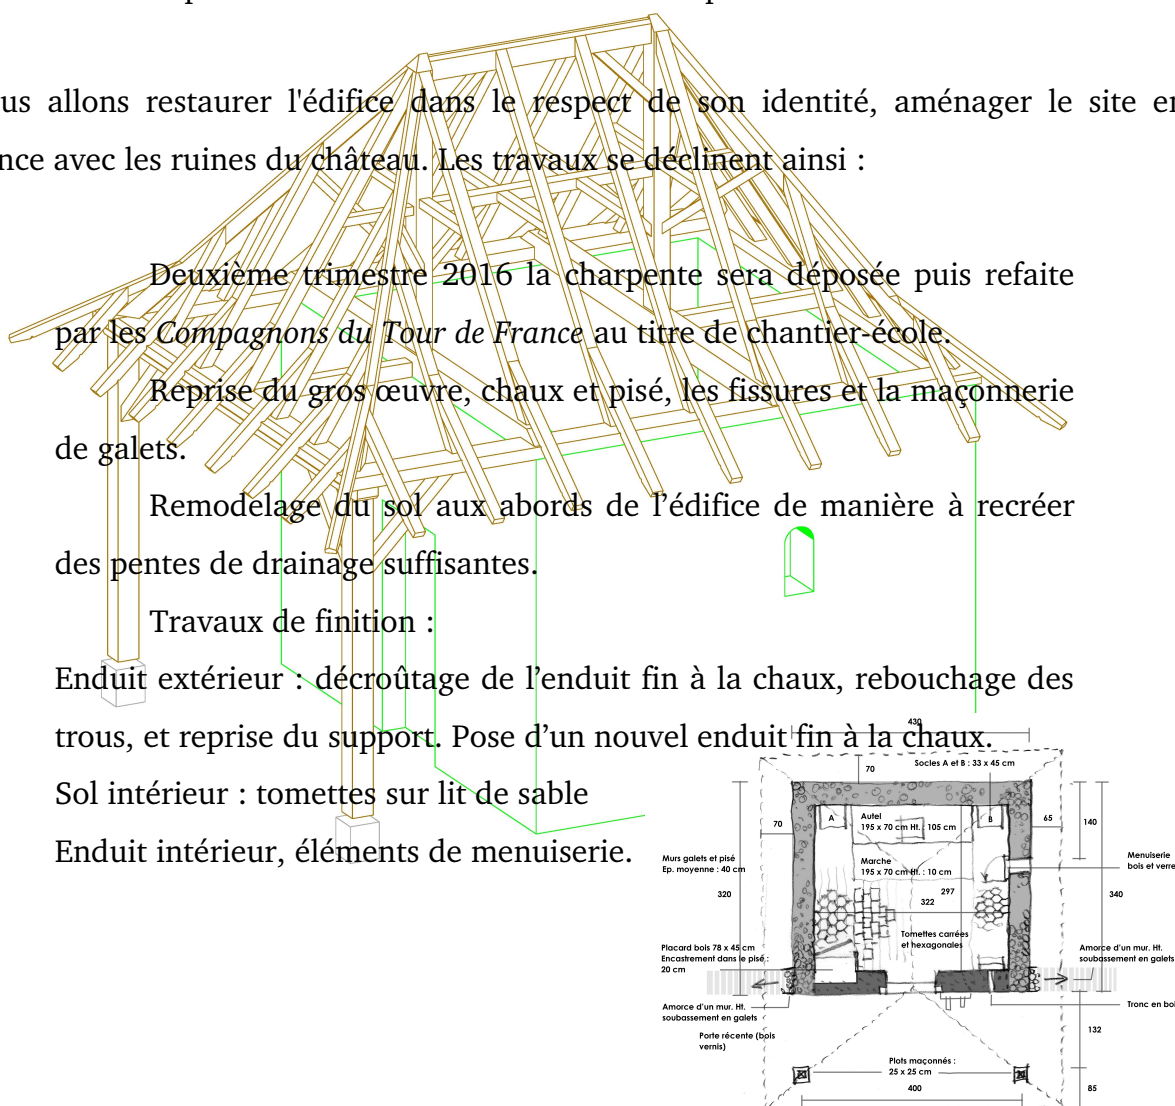 us allons restaurer l'édifice dans le respect de son identité, aménager le site en
nce avec les ruines du château. Les travaux se déclinent ainsi :
Deuxième trimestre 2016 la charpente sera déposée puis refaite
par les Compagnons du Tour de France au titre de chantier-école.
Reprise du gros œuvre, chaux et pisé, les fissures et la maçonnerie
de galets.
Remodelage du sol aux abords de l’édifice de manière à recréer
des pentes de drainage suffisantes.
Travaux de finition :
Enduit extérieur : décroûtage de l’enduit fin à la chaux, rebouchage des
trous, et reprise du support. Pose d’un nouvel enduit fin à la chaux.
Sol intérieur : tomettes sur lit de sable
Enduit intérieur, éléments de menuiserie.
430
70
Socles A et B : 33 x 45 cm
70
A
Autel
195 x 70 cm Ht. : 105 cm
B
65
140
Murs galets et pisé
Ep. moyenne : 40 cm
Marche
195 x 70 cm Ht. : 10 cm
Menuiserie
bois et verre
320
297
322
340
Tomettes carrées
et hexagonales
Placard bois 78 x 45 cm
Encastrement dans le pisé :
20 cm
Amorce d’un mur. Ht.
soubassement en galets
Amorce d’un mur. Ht.
soubassement en galets
Tronc en boi
Porte récente (bois
vernis)
132
Plots maçonnés :
25 x 25 cm
400
85